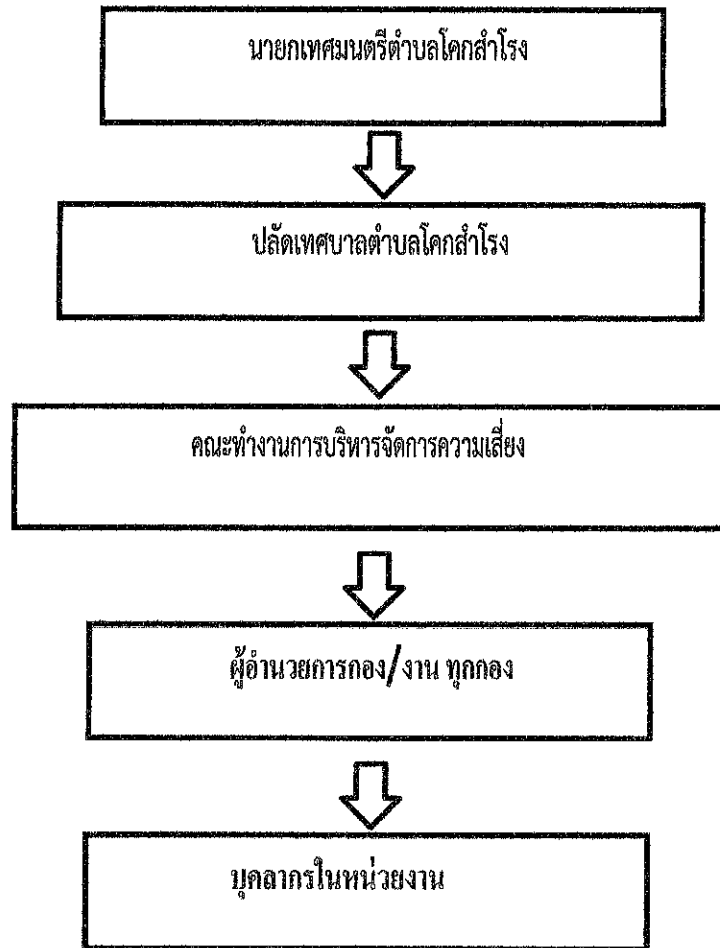 นายกเทศมนตรีตำบลโคกสำโรง
ปลัดเทศบาลตำบลโคกสำโรง
คณะทำงานการบริหารจัดการความเสี่ยง
ผู้อำนวยการกอง/งาน ทุกกอง
บุคลากรในหน่วยงาน